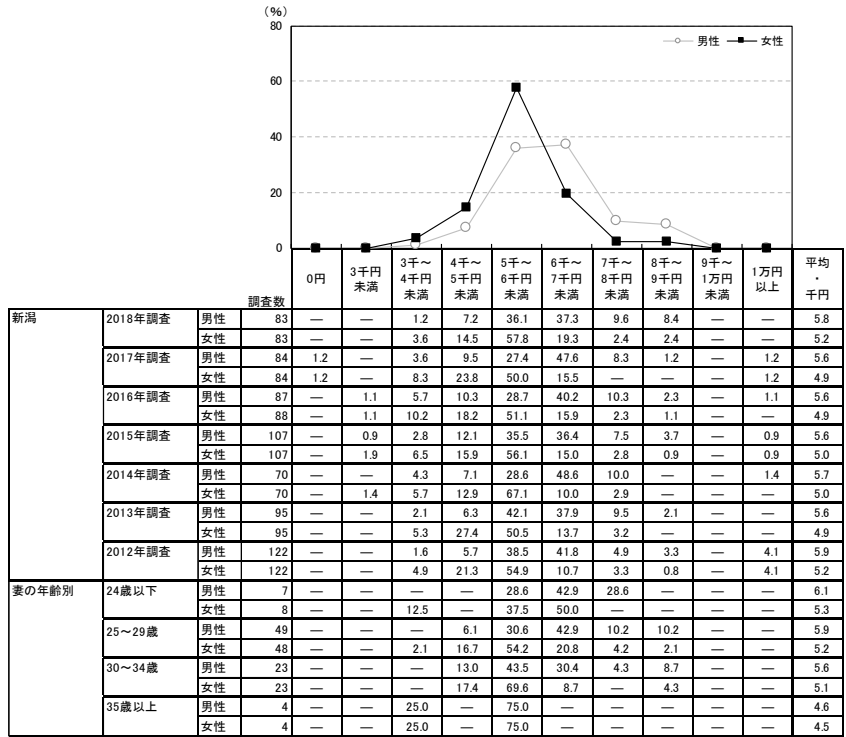 (%)
80
60
40
20
0
男性 女性
調査数 0円 3千円未満 3千～4千円未満 4千～5千円未満 5千～6千円未満 6千～7千円未満 7千～8千円未満 8千～9千円未満 9千～1万円未満 1万円以上 平均・千円
新潟 2018年調査 男性 83 — — 1.2 7.2 36.1 37.3 9.6 8.4 — — 5.8
女性 83 — — 3.6 14.5 57.8 19.3 2.4 2.4 — — 5.2
2017年調査 男性 84 1.2 — 3.6 9.5 27.4 47.6 8.3 1.2 — 1.2 5.6
女性 84 1.2 — 8.3 23.8 50.0 15.5 — — — 1.2 4.9
2016年調査 男性 87 — 1.1 5.7 10.3 28.7 40.2 10.3 2.3 — 1.1 5.6
女性 88 — 1.1 10.2 18.2 51.1 15.9 2.3 1.1 — — 4.9
2015年調査 男性 107 — 0.9 2.8 12.1 35.5 36.4 7.5 3.7 — 0.9 5.6
女性 107 — 1.9 6.5 15.9 56.1 15.0 2.8 0.9 — 0.9 5.0
2014年調査 男性 70 — — 4.3 7.1 28.6 48.6 10.0 — — 1.4 5.7
女性 70 — 1.4 5.7 12.9 67.1 10.0 2.9 — — — 5.0
2013年調査 男性 95 — — 2.1 6.3 42.1 37.9 9.5 2.1 — — 5.6
女性 95 — — 5.3 27.4 50.5 13.7 3.2 — — — 4.9
2012年調査 男性 122 — — 1.6 5.7 38.5 41.8 4.9 3.3 — 4.1 5.9
女性 122 — — 4.9 21.3 54.9 10.7 3.3 0.8 — 4.1 5.2
妻の年齢別 24歳以下 男性 7 — — — — 28.6 42.9 28.6 — — — 6.1
女性 8 — — 12.5 — 37.5 50.0 — — — — 5.3
25～29歳 男性 49 — — — 6.1 30.6 42.9 10.2 10.2 — — 5.9
女性 48 — — 2.1 16.7 54.2 20.8 4.2 2.1 — — 5.2
30～34歳 男性 23 — — — 13.0 43.5 30.4 4.3 8.7 — — 5.6
女性 23 — — — 17.4 69.6 8.7 — 4.3 — — 5.1
35歳以上 男性 4 — — 25.0 — 75.0 — — — — — 4.6
女性 4 — — 25.0 — 75.0 — — — — — 4.5